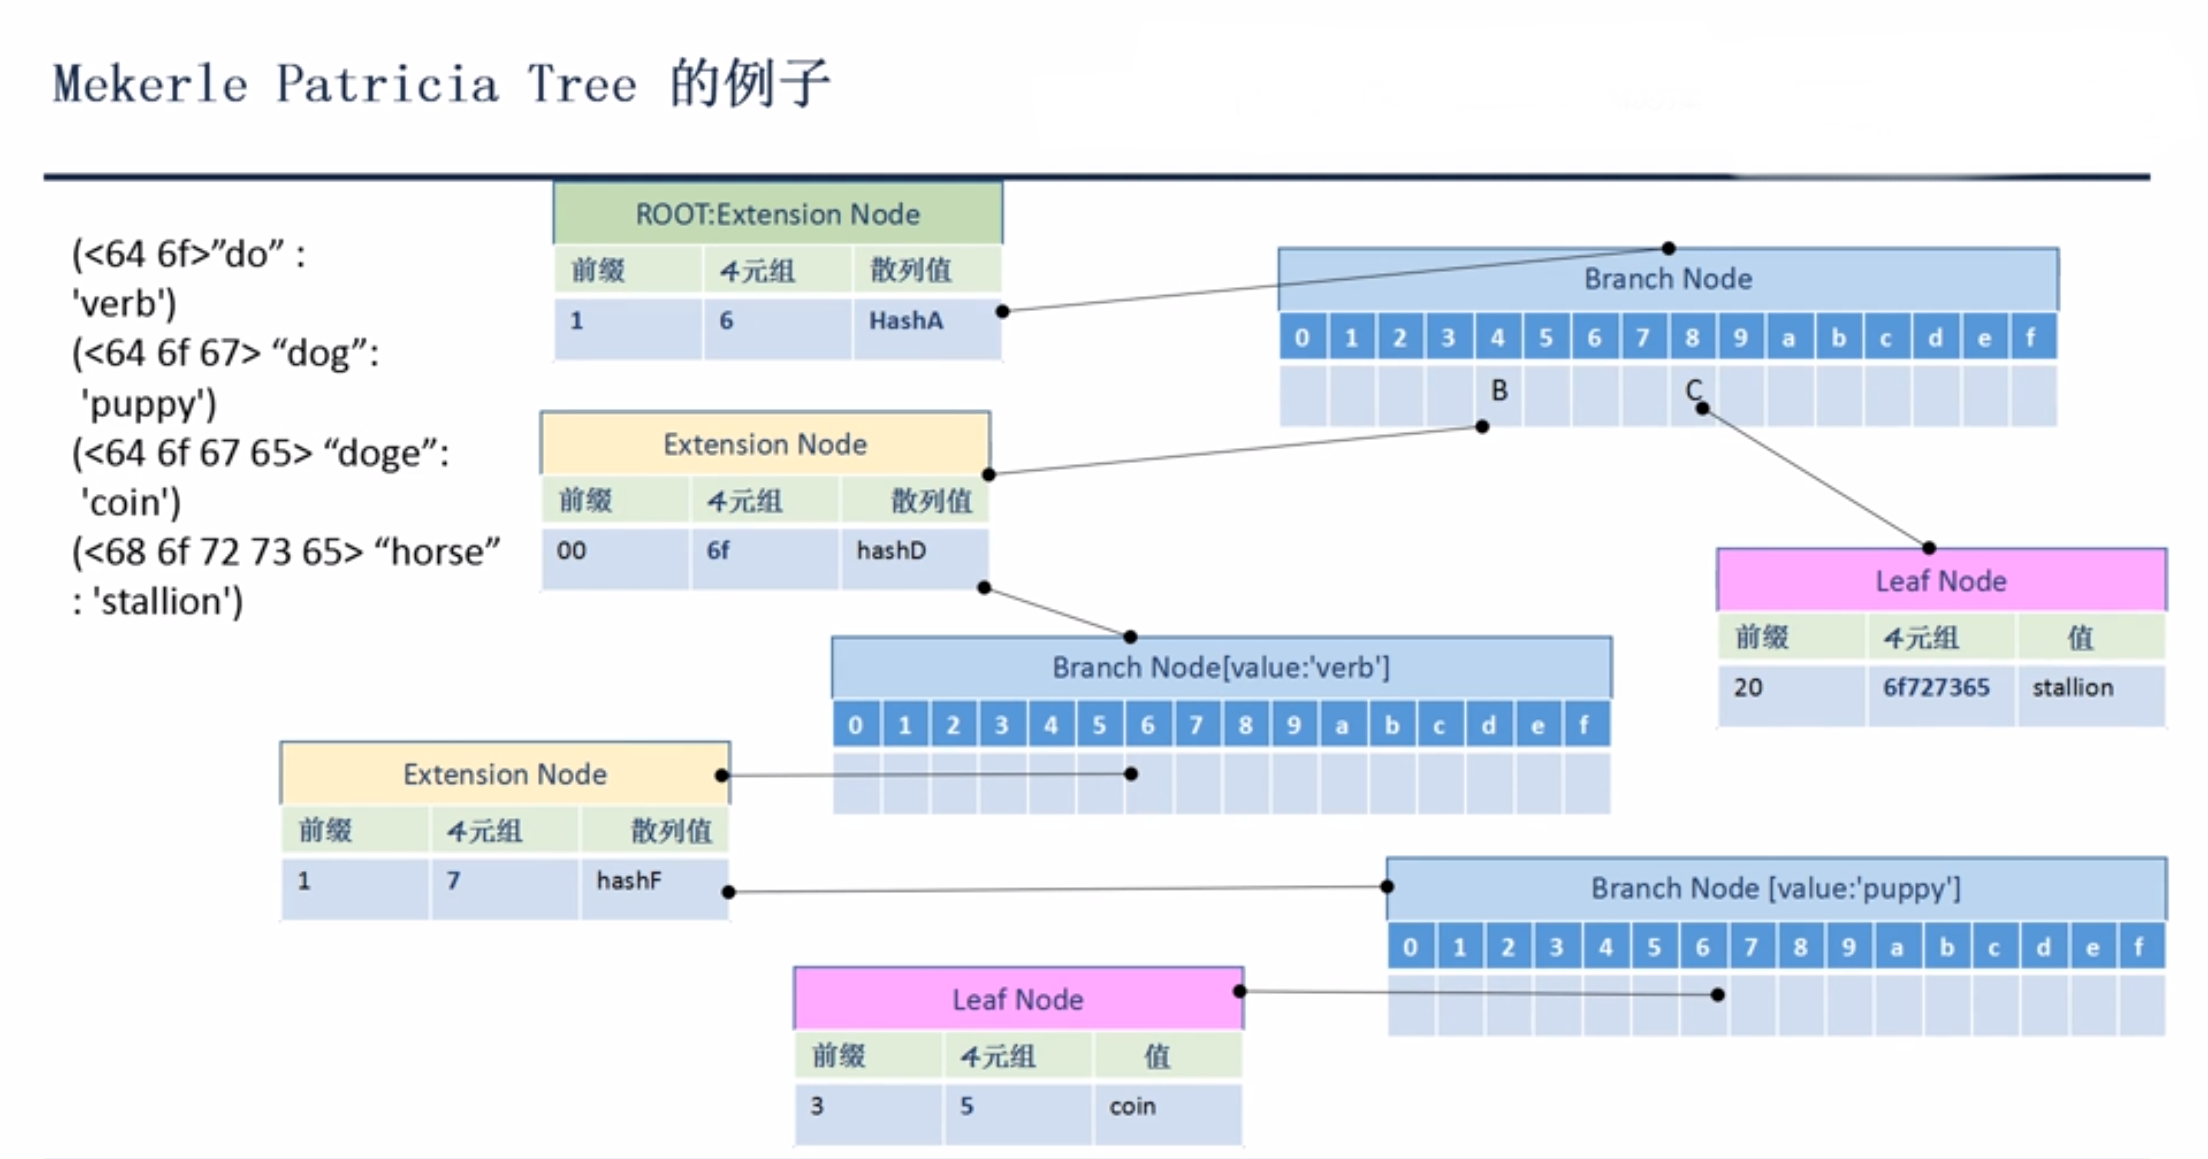 Mekerle Patricia Tree 的例子
(<64 6f>”do” :
'verb')
(<64 6f 67> “dog”:
'puppy')
(<64 6f 67 65> “doge”:
'coin')
(<68 6f 72 73 65> “horse”
: 'stallion')
ROOT:Extension Node
前缀 4元组 散列值
1 6 HashA
Branch Node
0 1 2 3 4 5 6 7 8 9 a b c d e f
B C
Extension Node
前缀 4元组 散列值
00 6f hashD
Leaf Node
前缀 4元组 值
20 6f727365 stallion
Branch Node[value:'verb']
0 1 2 3 4 5 6 7 8 9 a b c d e f
Extension Node
前缀 4元组 散列值
1 7 hashF
Branch Node [value:'puppy']
0 1 2 3 4 5 6 7 8 9 a b c d e f
Leaf Node
前缀 4元组 值
3 5 coin